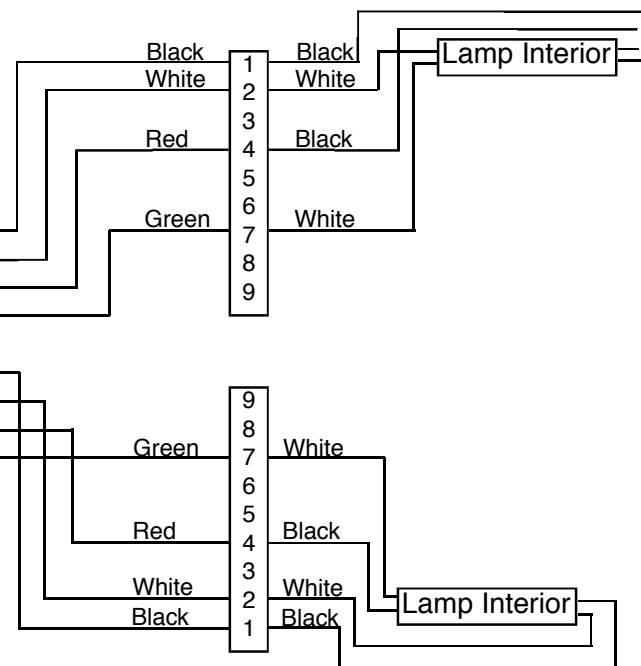 Black 1 Black
White 2 White
Lamp Interior
3
Red 4 Black
5
6
Green 7 White
8
9
9
8
Green 7 White
6
5
Red 4 Black
3
White 2 White
Lamp Interior
Black 1 Black